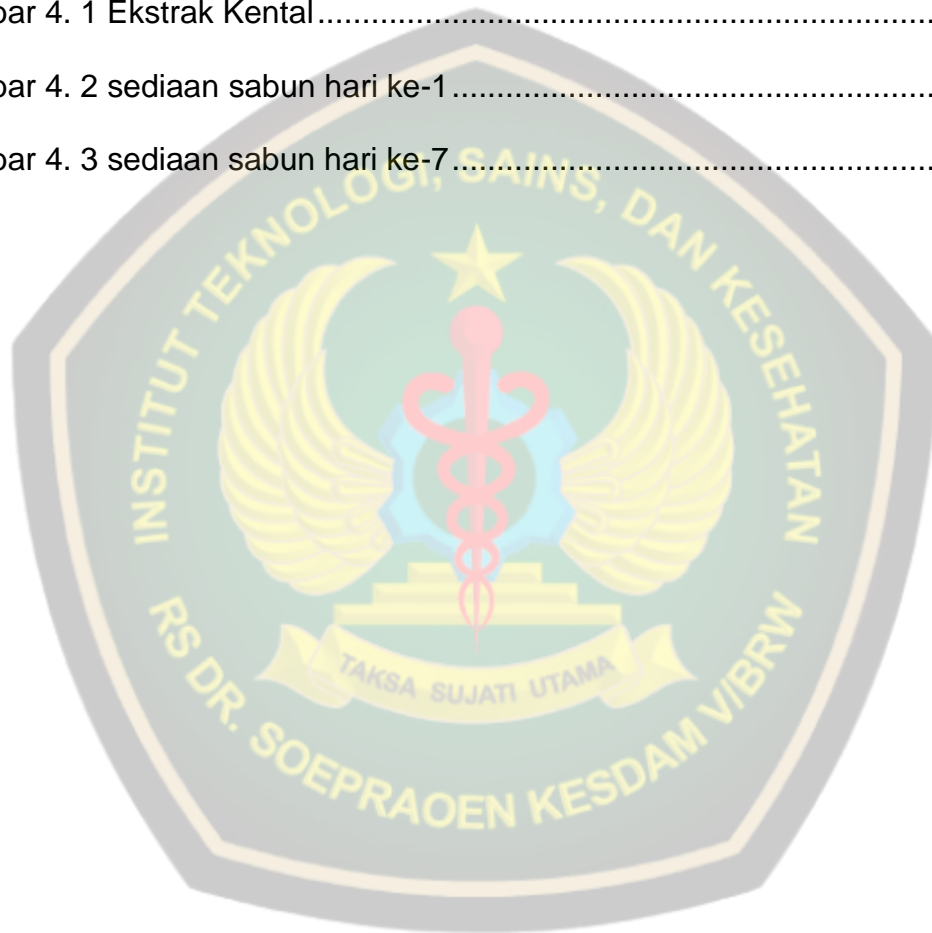 bar 4. 1 Ekstrak Kental
bar 4. 2 sediaan sabun hari ke-1
bar 4. 3 sediaan sabun hari ke-7
INSTITUT TEKNOLOGI, SAINS, DAN KESEHATAN
TAKSA SUJATI UTAMA
RS DR. SOEPRAOEN KESDAM V/BRW